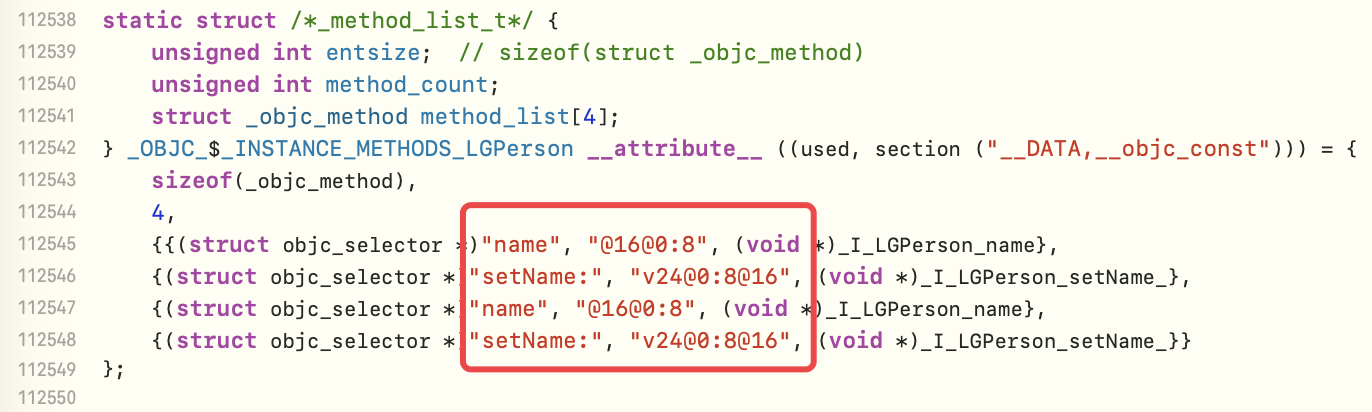 112538 static struct /*_method_list_t*/ {
112539 unsigned int entsize; // sizeof(struct _objc_method)
112540 unsigned int method_count;
112541 struct _objc_method method_list[4];
112542 } _OBJC_$_INSTANCE_METHODS_LGPerson __attribute__ ((used, section ("__DATA,__objc_const"))) = {
112543 sizeof(_objc_method),
112544 4,
112545 {{(struct objc_selector *)"name", "@16@0:8", (void *)_I_LGPerson_name},
112546 {(struct objc_selector *)"setName:", "v24@0:8@16", (void *)_I_LGPerson_setName_},
112547 {(struct objc_selector *)"name", "@16@0:8", (void *)_I_LGPerson_name},
112548 {(struct objc_selector *)"setName:", "v24@0:8@16", (void *)_I_LGPerson_setName_}}
112549 };
112550